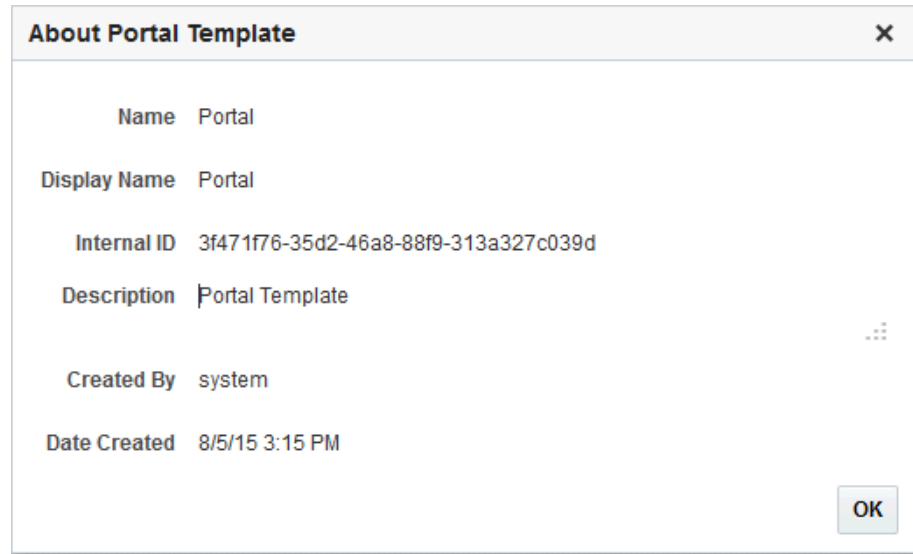 About Portal Template
Name Portal
Display Name Portal
Internal ID 3f471f76-35d2-46a8-88f9-313a327c039d
Description Portal Template
Created By system
Date Created 8/5/15 3:15 PM
OK